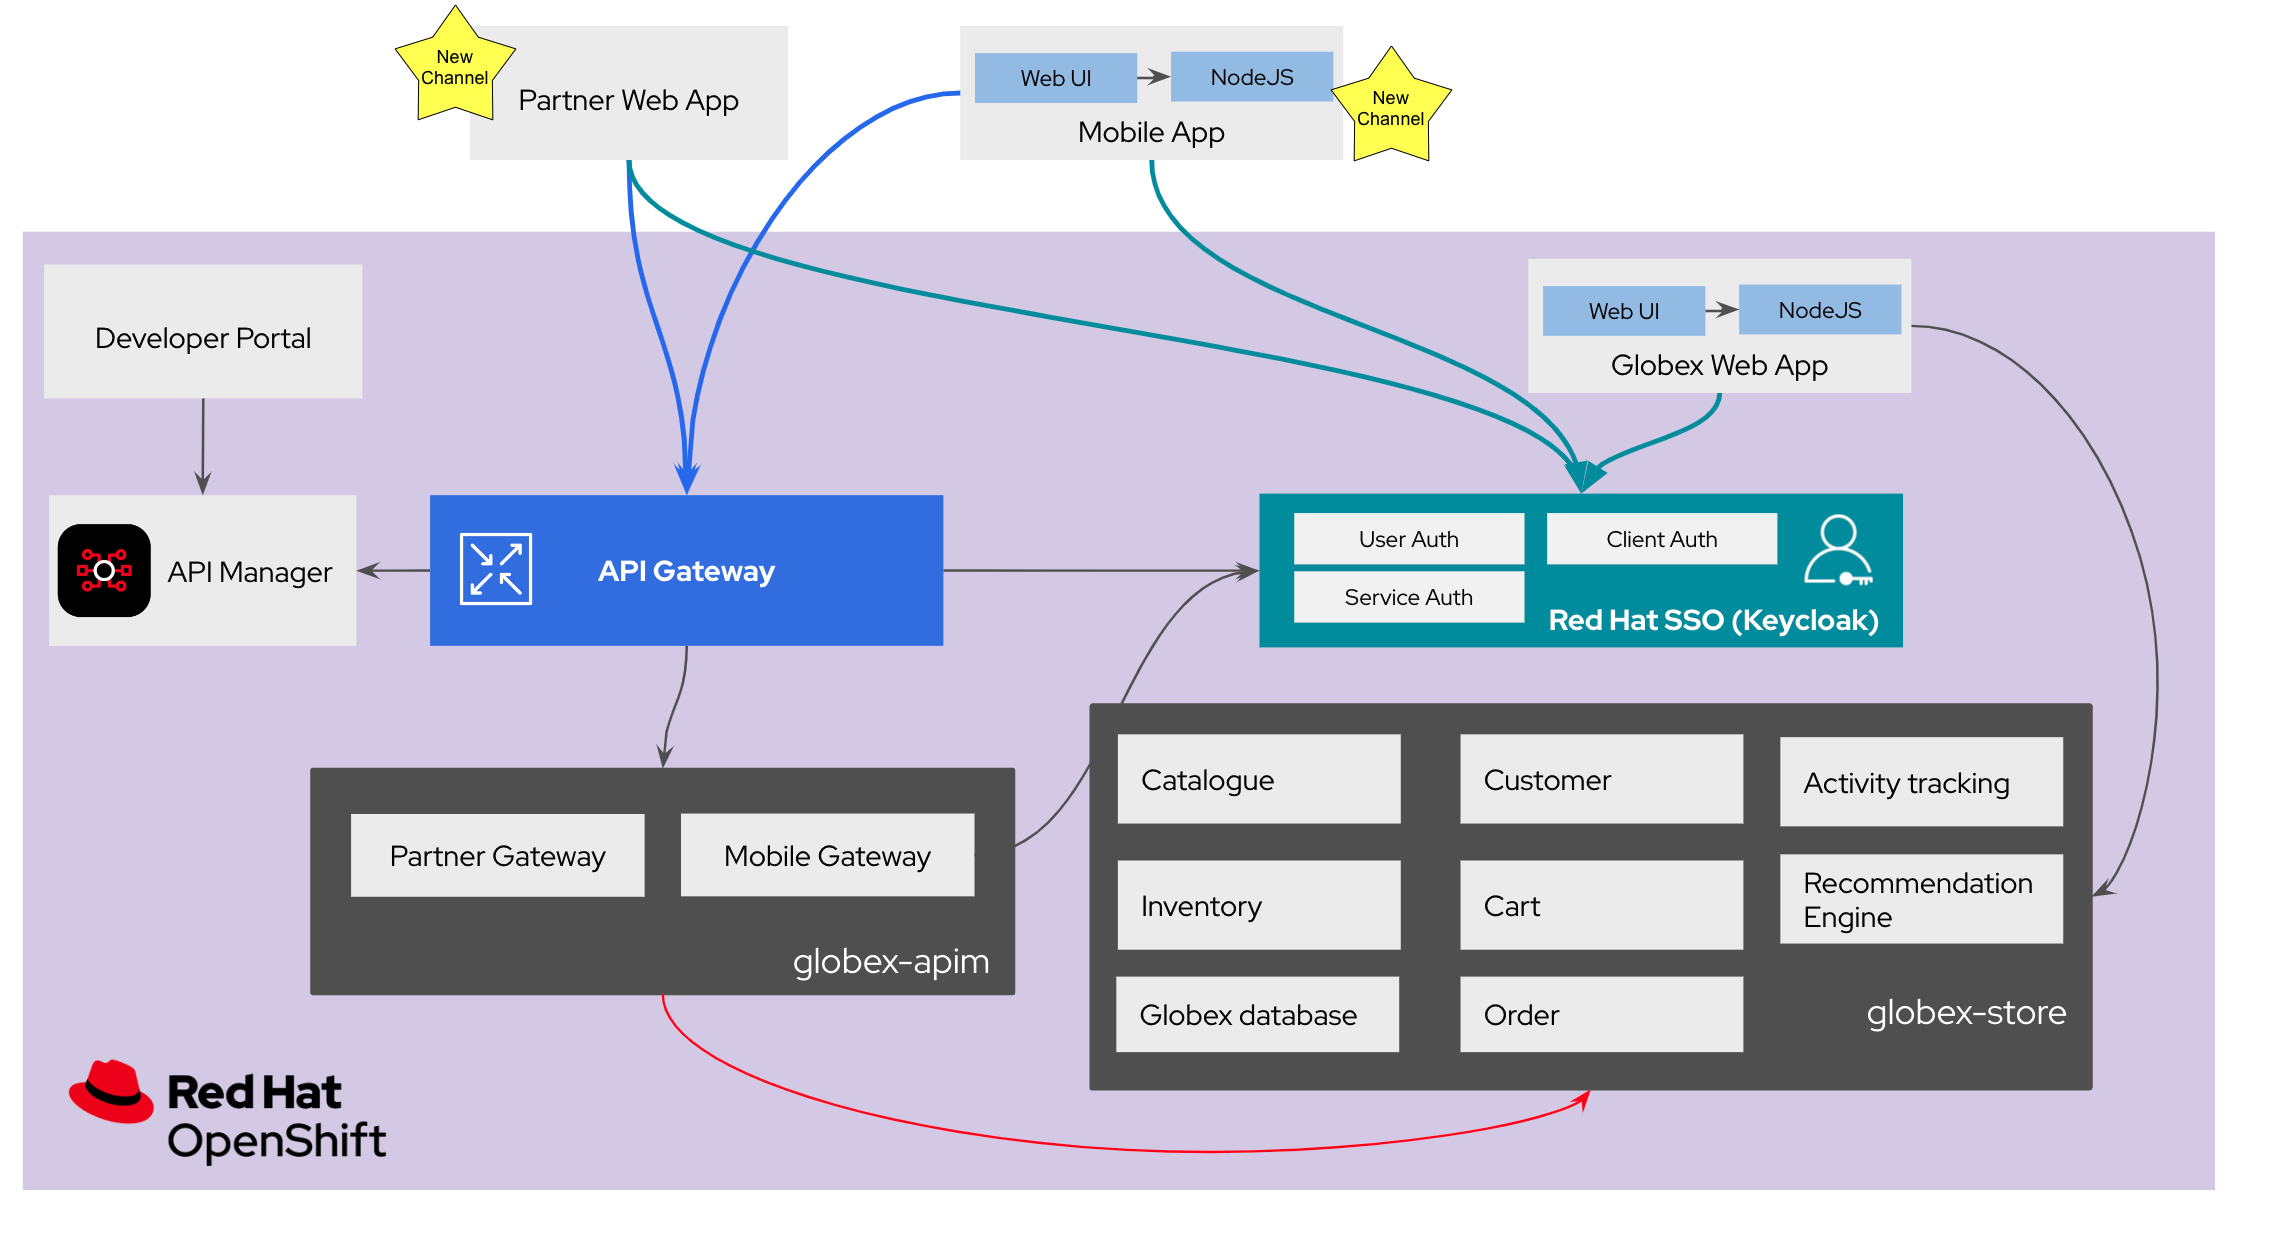 New
Channel
Partner Web App
Web UI
NodeJS
Mobile App
New
Channel
Developer Portal
Web UI
NodeJS
Globex Web App
API Manager
API Gateway
User Auth
Client Auth
Service Auth
Red Hat SSO (Keycloak)
Partner Gateway
Mobile Gateway
globex-apim
Catalogue
Customer
Activity tracking
Inventory
Cart
Recommendation
Engine
Globex database
Order
globex-store
Red Hat
OpenShift